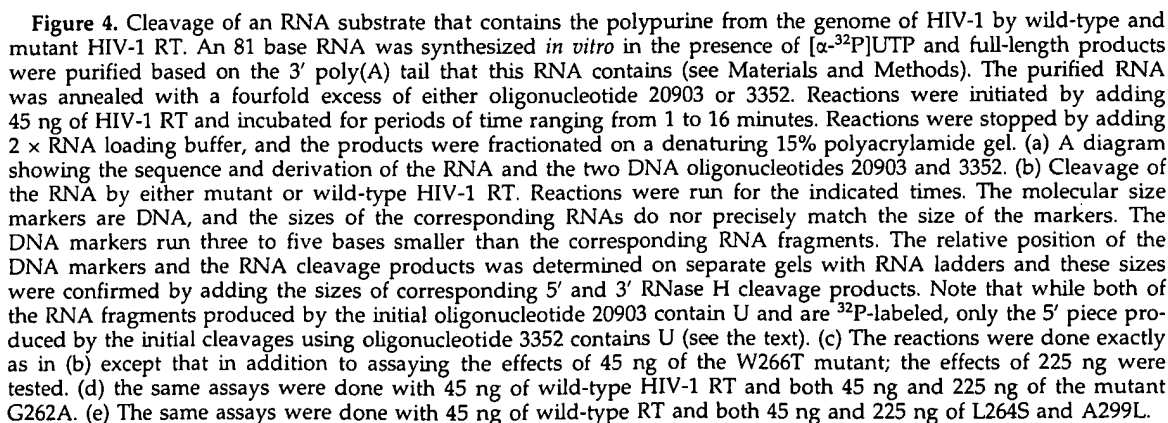 Figure 4. Cleavage of an RNA substrate that contains the polypurine from the genome of HIV-1 by wild-type and
mutant HIV-1 RT. An 81 base RNA was synthesized in vitro in the presence of [α-³²P]UTP and full-length products
were purified based on the 3′ poly(A) tail that this RNA contains (see Materials and Methods). The purified RNA
was annealed with a fourfold excess of either oligonucleotide 20903 or 3352. Reactions were initiated by adding
45 ng of HIV-1 RT and incubated for periods of time ranging from 1 to 16 minutes. Reactions were stopped by adding
2 × RNA loading buffer, and the products were fractionated on a denaturing 15% polyacrylamide gel. (a) A diagram
showing the sequence and derivation of the RNA and the two DNA oligonucleotides 20903 and 3352. (b) Cleavage of
the RNA by either mutant or wild-type HIV-1 RT. Reactions were run for the indicated times. The molecular size
markers are DNA, and the sizes of the corresponding RNAs do nor precisely match the size of the markers. The
DNA markers run three to five bases smaller than the corresponding RNA fragments. The relative position of the
DNA markers and the RNA cleavage products was determined on separate gels with RNA ladders and these sizes
were confirmed by adding the sizes of corresponding 5′ and 3′ RNase H cleavage products. Note that while both of
the RNA fragments produced by the initial oligonucleotide 20903 contain U and are ³²P-labeled, only the 5′ piece pro-
duced by the initial cleavages using oligonucleotide 3352 contains U (see the text). (c) The reactions were done exactly
as in (b) except that in addition to assaying the effects of 45 ng of the W266T mutant; the effects of 225 ng were
tested. (d) the same assays were done with 45 ng of wild-type HIV-1 RT and both 45 ng and 225 ng of the mutant
G262A. (e) The same assays were done with 45 ng of wild-type RT and both 45 ng and 225 ng of L264S and A299L.